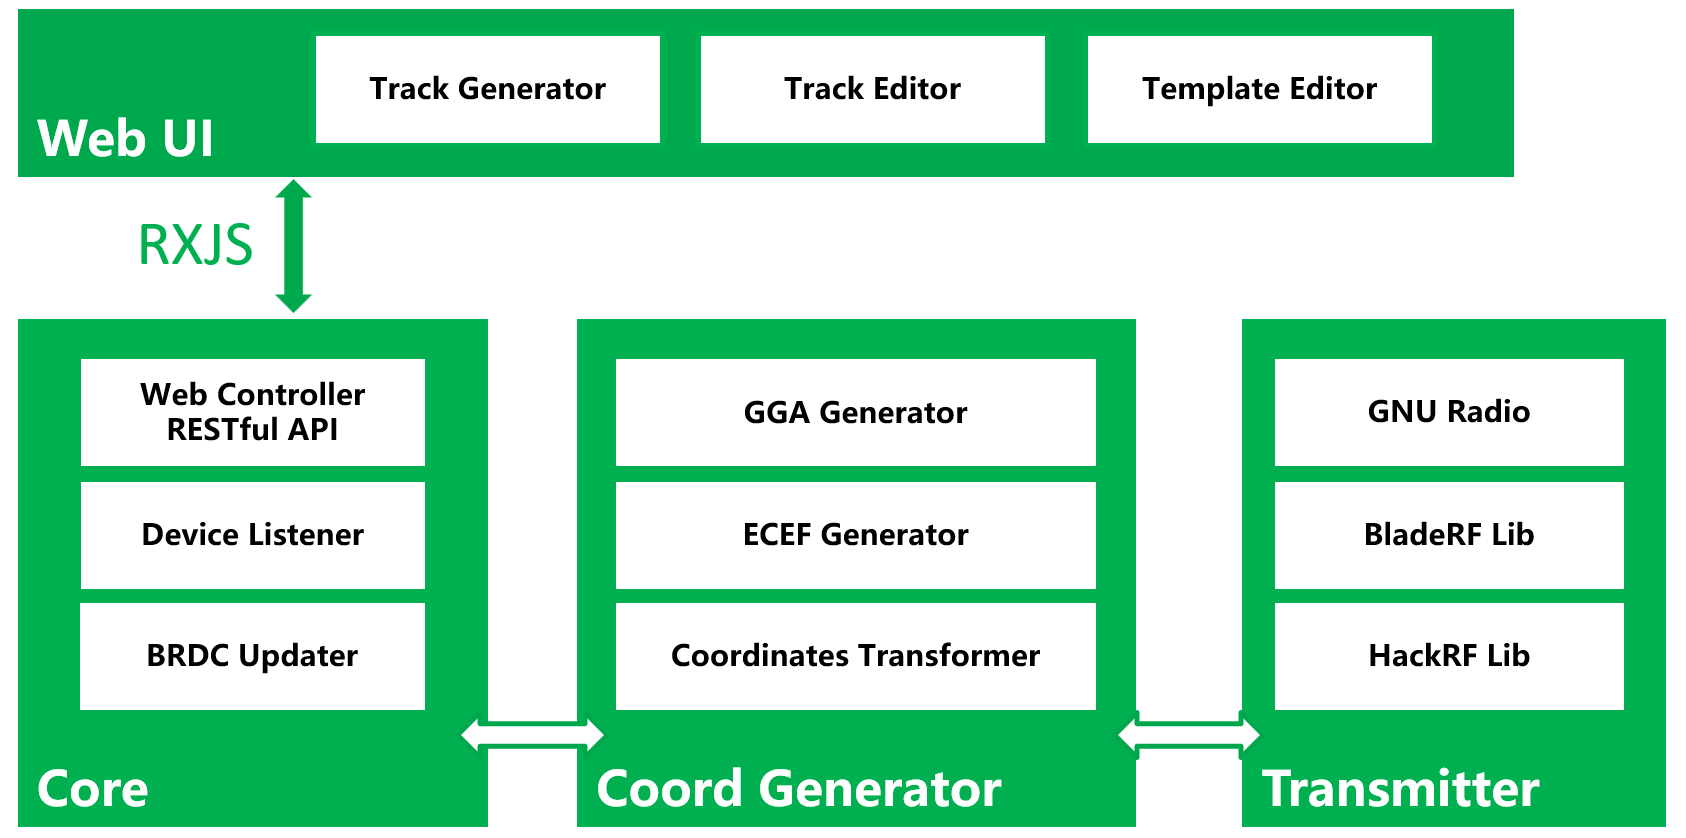 Track Generator
Track Editor
Template Editor
Web UI
RXJS
Web Controller
RESTful API
Device Listener
BRDC Updater
Core
GGA Generator
ECEF Generator
Coordinates Transformer
Coord Generator
GNU Radio
BladeRF Lib
HackRF Lib
Transmitter